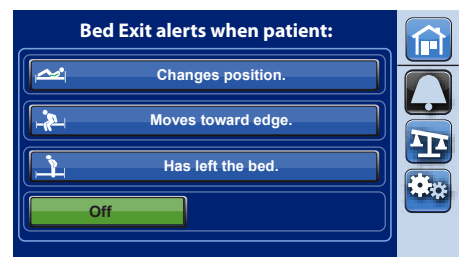 Bed Exit alerts when patient:
Changes position.
Moves toward edge.
Has left the bed.
Off